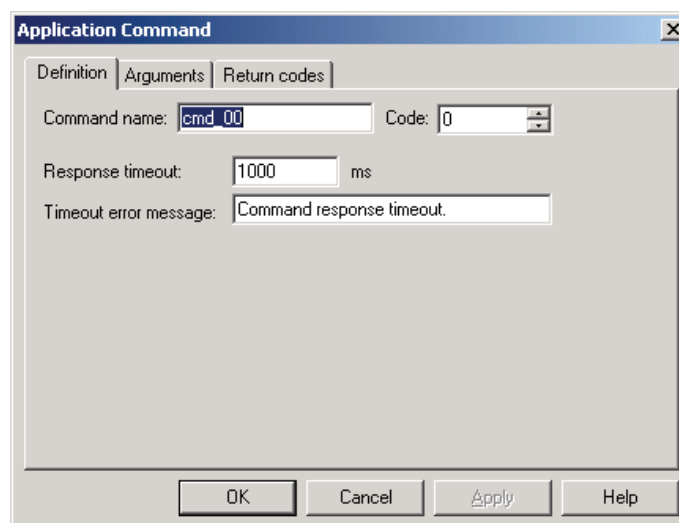 Application Command
Definition Arguments Return codes
Command name: cmd_00 Code: 0
Response timeout: 1000 ms
Timeout error message: Command response timeout.
OK Cancel Apply Help